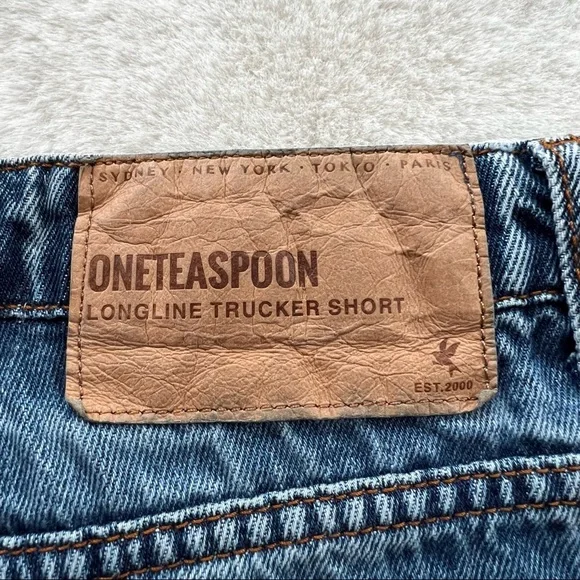 SYDNEY · NEW YORK · TOKYO · PARIS
ONETEASPOON
LONGLINE TRUCKER SHORT
EST.2000